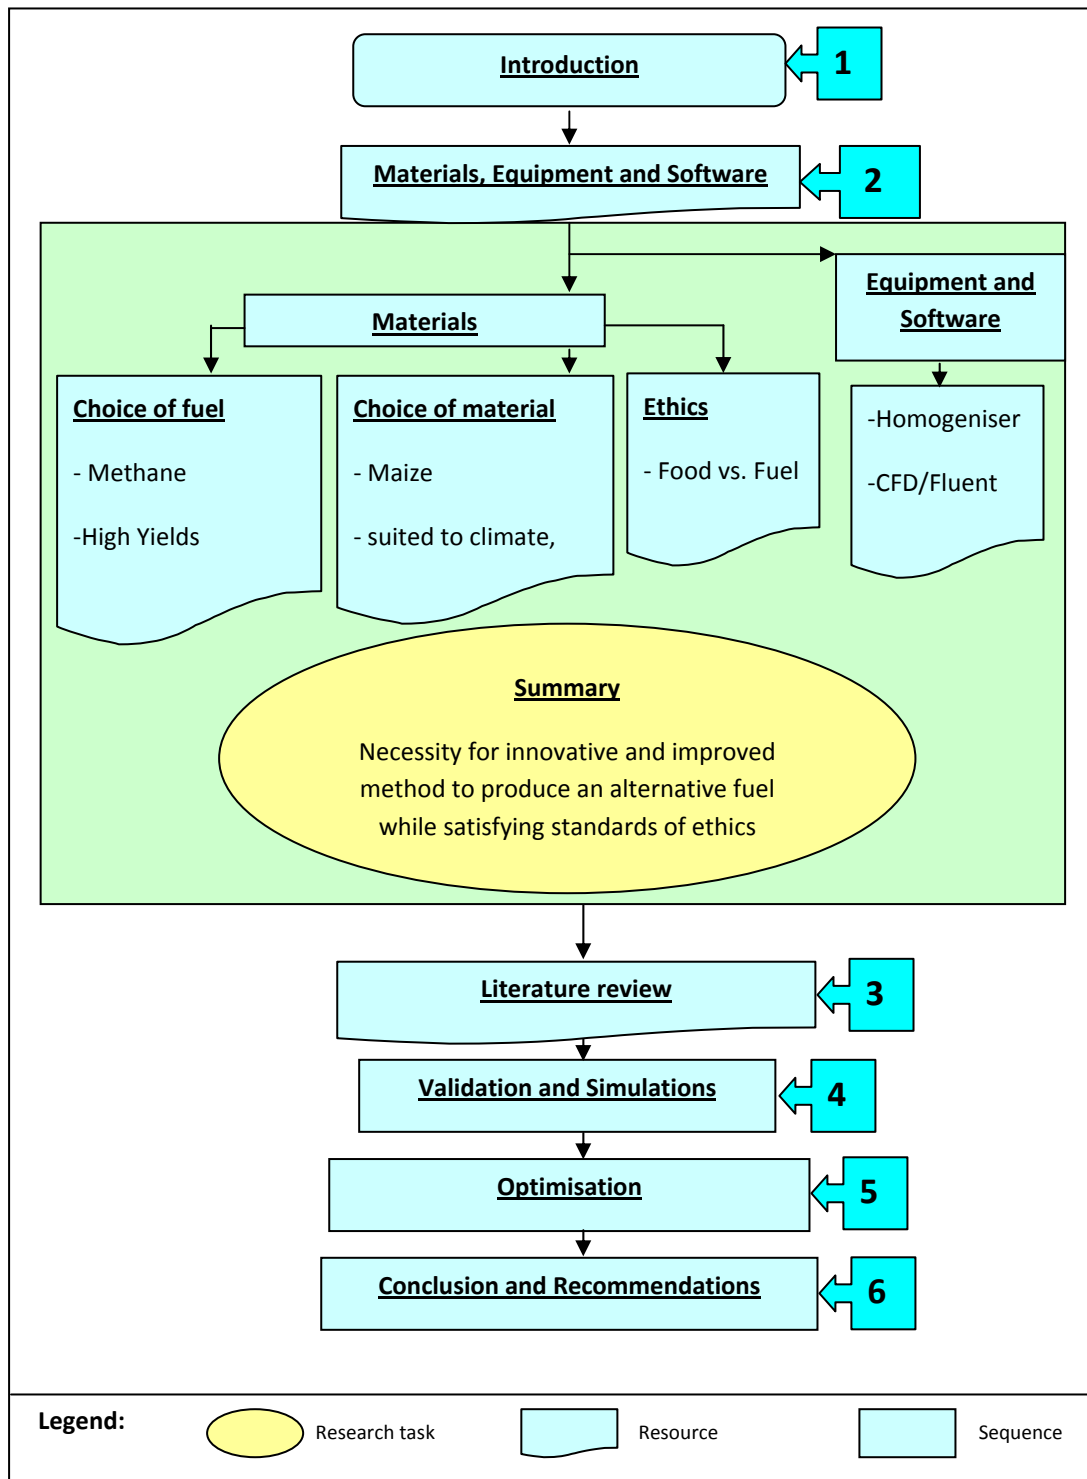 Introduction
1
Materials, Equipment and Software
2
Equipment and
Software
Materials
Choice of fuel
- Methane
-High Yields
Choice of material
- Maize
- suited to climate,
Ethics
- Food vs. Fuel
-Homogeniser
-CFD/Fluent
Summary
Necessity for innovative and improved
method to produce an alternative fuel
while satisfying standards of ethics
Literature review
3
Validation and Simulations
4
Optimisation
5
Conclusion and Recommendations
6
Legend:
Research task
Resource
Sequence